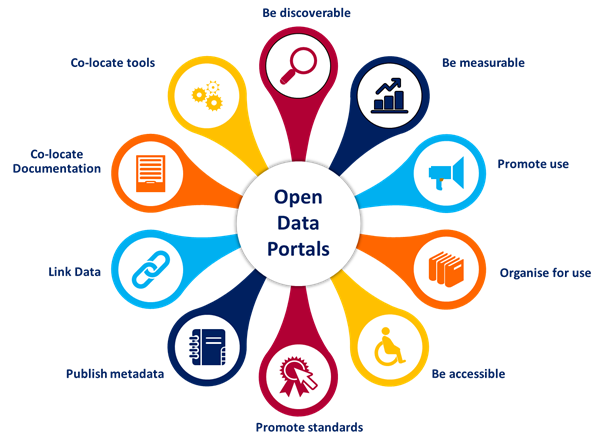 Be discoverable
Co-locate tools
Be measurable
Co-locate
Documentation
Promote use
Open
Data
Portals
Link Data
Organise for use
Publish metadata
Be accessible
Promote standards